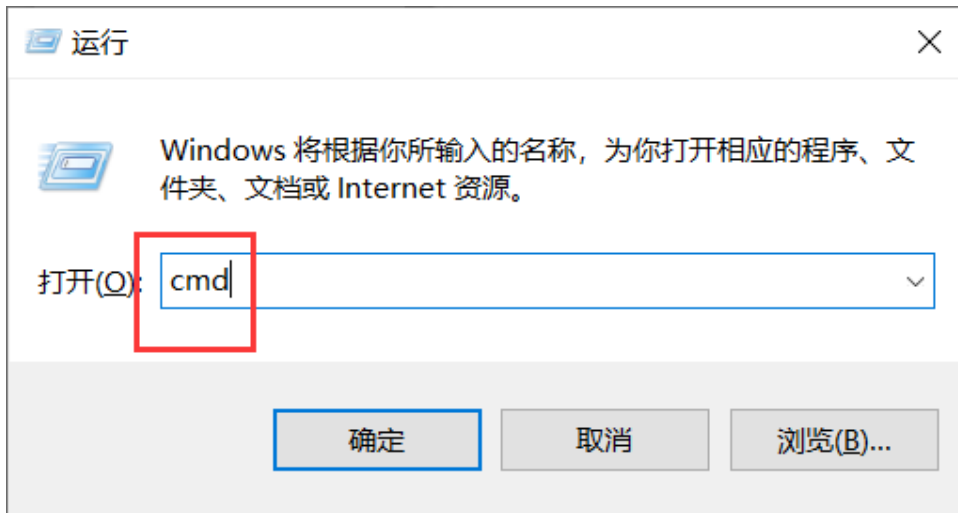 运行
Windows 将根据你所输入的名称，为你打开相应的程序、文
件夹、文档或 Internet 资源。
打开(O): cmd
确定 取消 浏览(B)...